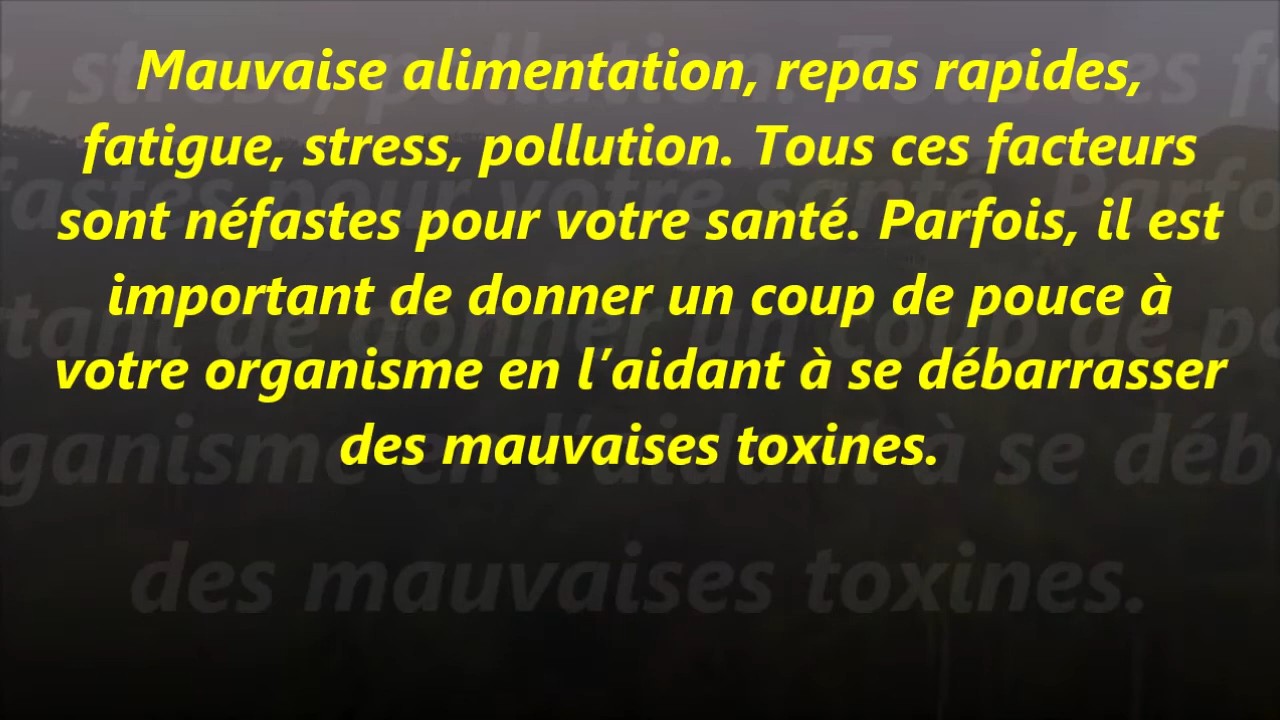 Mauvaise alimentation, repas rapides,
fatigue, stress, pollution. Tous ces facteurs
sont néfastes pour votre santé. Parfois, il est
important de donner un coup de pouce à
votre organisme en l'aidant à se débarrasser
des mauvaises toxines.